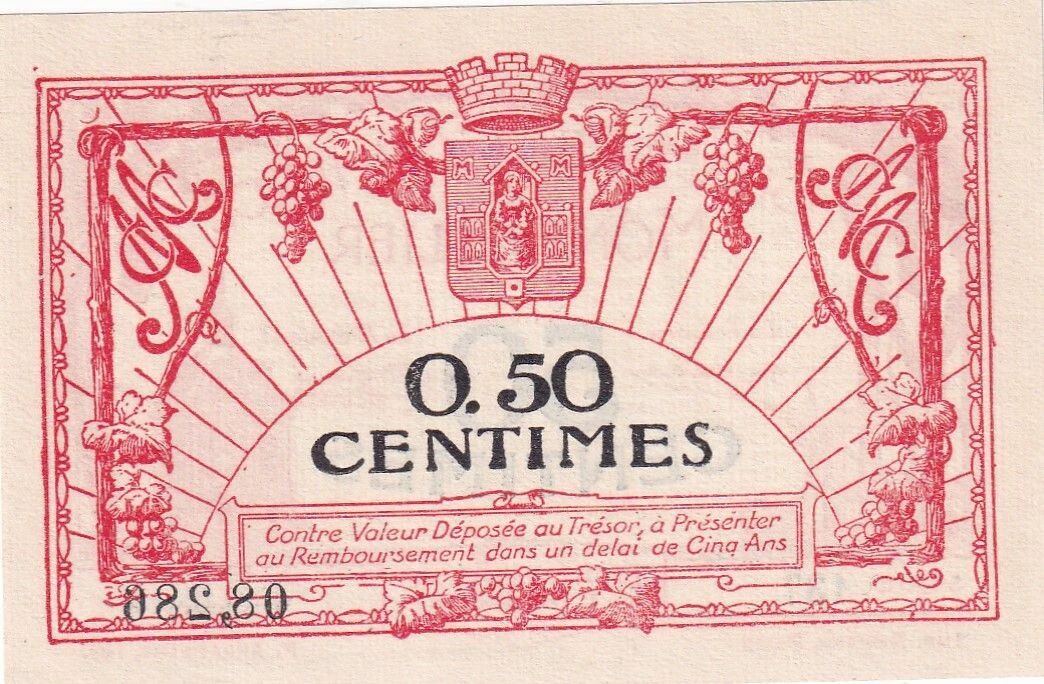 M M
0.50
CENTIMES
Contre Valeur Déposée au Trésor, à Présenter
au Remboursement dans un delai de Cinq Ans
08,286